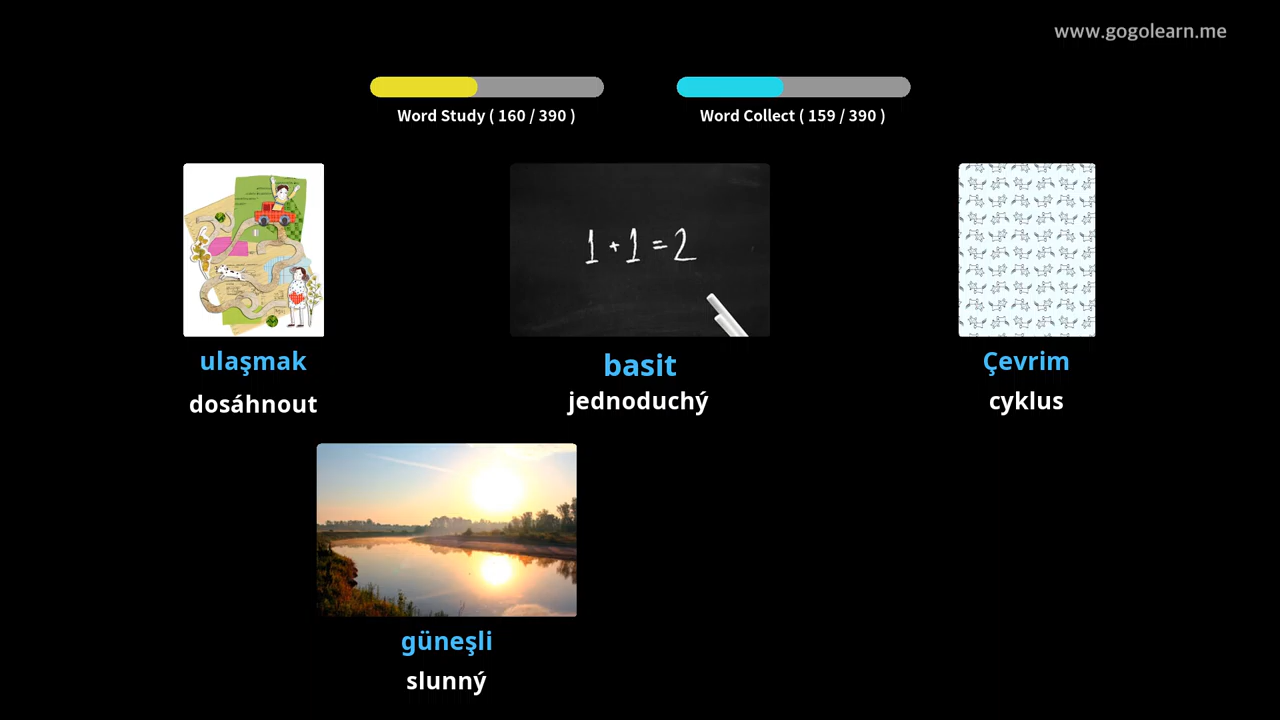 www.gogolearn.me
Word Study ( 160 / 390 )
Word Collect ( 159 / 390 )
1 + 1 = 2
ulaşmak
dosáhnout
basit
jednoduchý
Çevrim
cyklus
güneşli
slunný